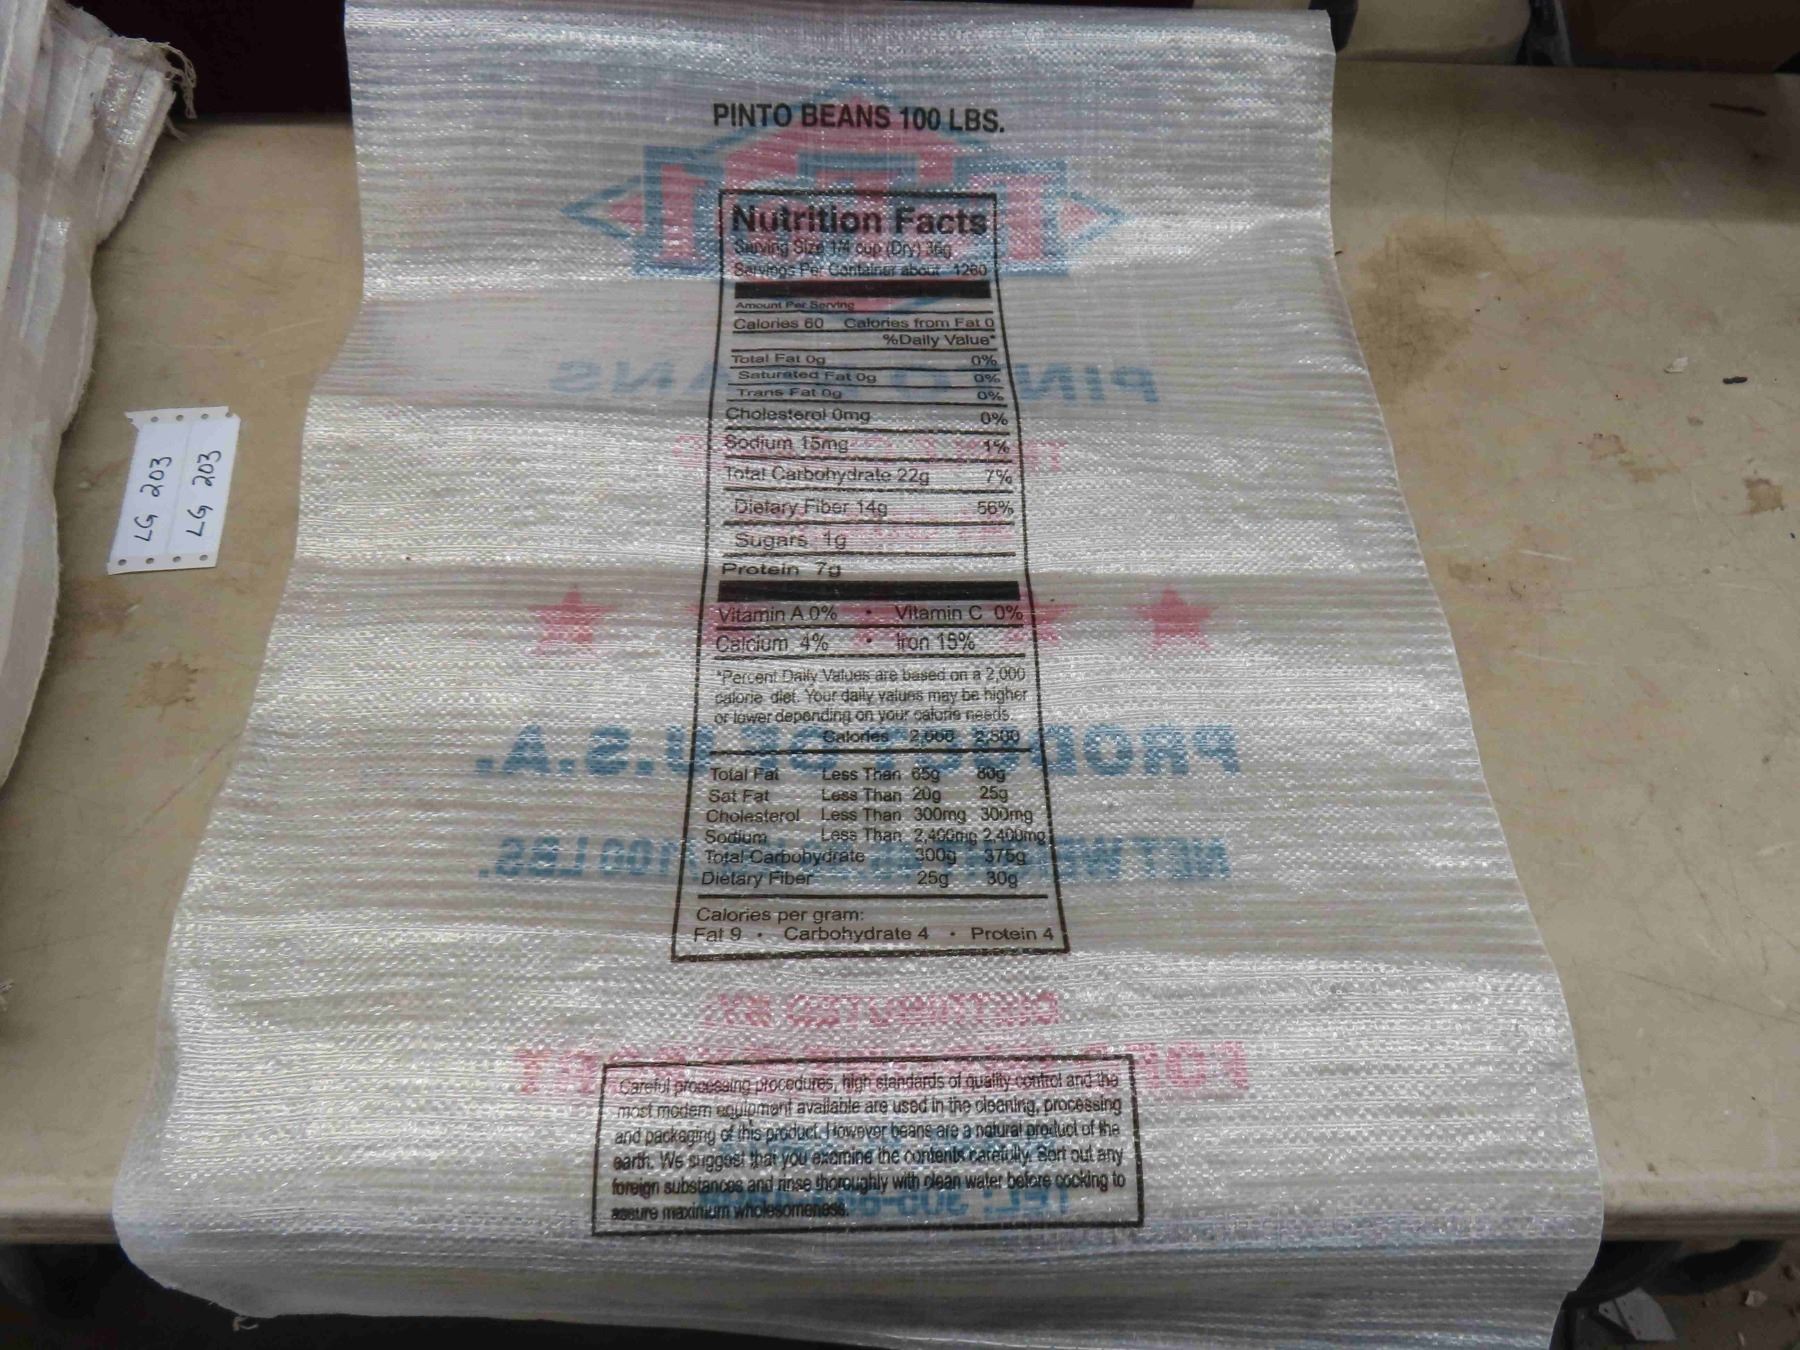 PINTO BEANS 100 LBS.
Nutrition Facts
Serving Size 1/4 cup (Dry) 36g
Servings Per Container about 1260
Amount Per Serving
Calories 60 Calories from Fat 0
%Daily Value*
Total Fat 0g 0%
Saturated Fat 0g 0%
Trans Fat 0g 0%
Cholesterol 0mg 0%
Sodium 15mg 1%
Total Carbohydrate 22g 7%
Dietary Fiber 14g 56%
Sugars 1g
Protein 7g
Vitamin A 0% • Vitamin C 0%
Calcium 4% • Iron 15%
*Percent Daily Values are based on a 2,000
calorie diet. Your daily values may be higher
or lower depending on your calorie needs.
Calories 2,000 2,500
Total Fat Less Than 65g 80g
Sat Fat Less Than 20g 25g
Cholesterol Less Than 300mg 300mg
Sodium Less Than 2,400mg 2,400mg
Total Carbohydrate 300g 375g
Dietary Fiber 25g 30g
Calories per gram:
Fat 9 • Carbohydrate 4 • Protein 4
Careful processing procedures, high standards of quality control and the
most modern equipment available are used in the cleaning, processing
and packaging of this product. However beans are a natural product of the
earth. We suggest that you examine the contents carefully. Sort out any
foreign substances and rinse thoroughly with clean water before cooking to
assure maximum wholesomeness.
LG 203
LG 203
PRODUCT OF U.S.A.
DISTRIBUTED BY: